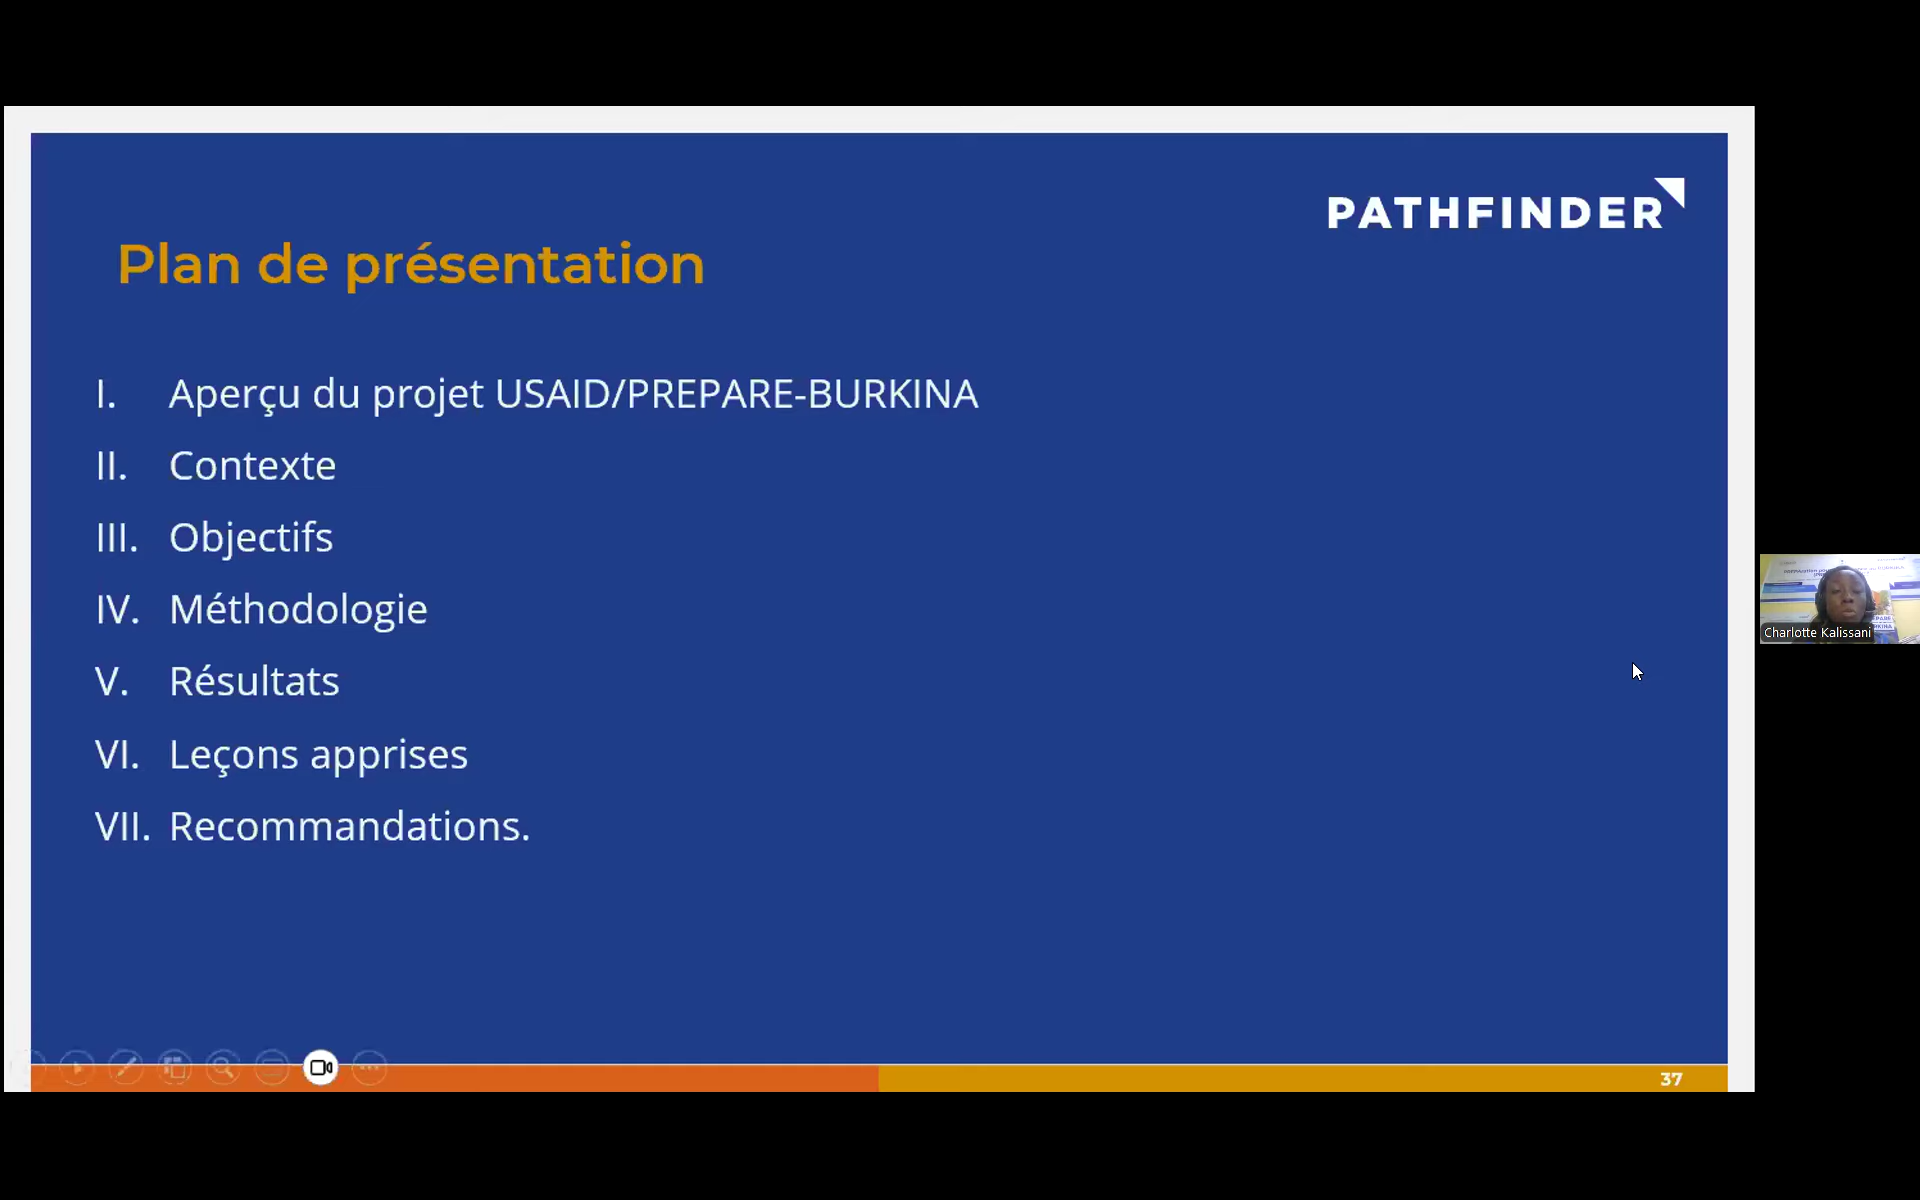 PATHFINDER
Plan de présentation
I. Aperçu du projet USAID/PREPARE-BURKINA
II. Contexte
III. Objectifs
IV. Méthodologie
V. Résultats
VI. Leçons apprises
VII. Recommandations.
Charlotte Kalissani
37